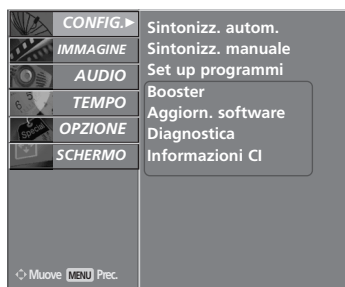 CONFIG.
IMMAGINE
AUDIO
TEMPO
OPZIONE
SCHERMO
Sintonizz. autom.
Sintonizz. manuale
Set up programmi
Booster
Aggiorn. software
Diagnostica
Informazioni CI
Muove MENU Prec.